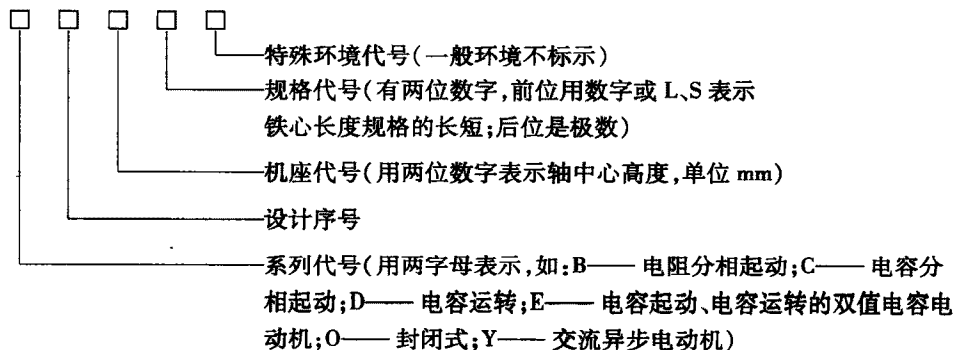 特殊环境代号(一般环境不标示)
规格代号(有两位数字,前位用数字或 L、S 表示
铁心长度规格的长短;后位是极数)
机座代号(用两位数字表示轴中心高度,单位 mm)
设计序号
系列代号(用两字母表示,如:B—— 电阻分相起动;C—— 电容分
相起动;D—— 电容运转;E—— 电容起动、电容运转的双值电容电
动机;O—— 封闭式;Y—— 交流异步电动机)